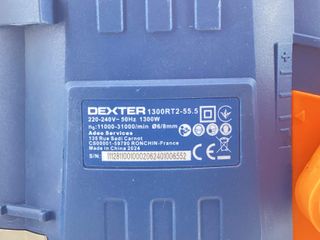 DEXTER 1300RT2-55.5
220-240V~ 50Hz 1300W
n₀:11000-31000/min Ø6/8mm
Adeo Services
135 Rue Sadi Carnot
CS00001-59790 RONCHIN-France
Made in China 2024
S/N: 11128110010002062401006552